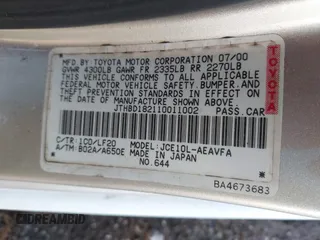 MFD. BY:
TOYOTA MOTOR CORPORATION 07/00
GVWR 4300LB GAWR FR 2335LB RR 2270LB
THIS VEHICLE CONFORMS TO ALL APPLICABLE
FEDERAL MOTOR VEHICLE SAFETY, BUMPER AND
THEFT PREVENTION STANDARDS IN EFFECT ON
THE DATE OF MANUFACTURE SHOWN ABOVE.
JTHBD182110011002 PASS.CAR
C/TR:1C0/LF20 MODEL:JCE10L-AEAVFA
A/TM:B02A/A650E MADE IN JAPAN
NO.644
TOYOTA
BA4673683
BIDREAMBID